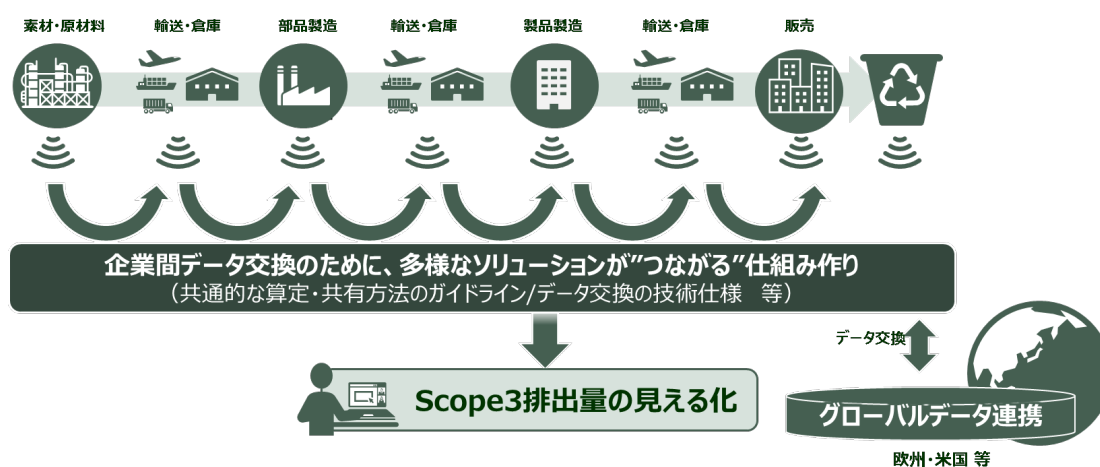 素材・原材料
輸送・倉庫
部品製造
輸送・倉庫
製品製造
輸送・倉庫
販売
企業間データ交換のために、多様なソリューションが”つながる”仕組み作り
（共通的な算定・共有方法のガイドライン/データ交換の技術仕様　等）
データ交換
Scope3排出量の見える化
グローバルデータ連携
欧州・米国 等